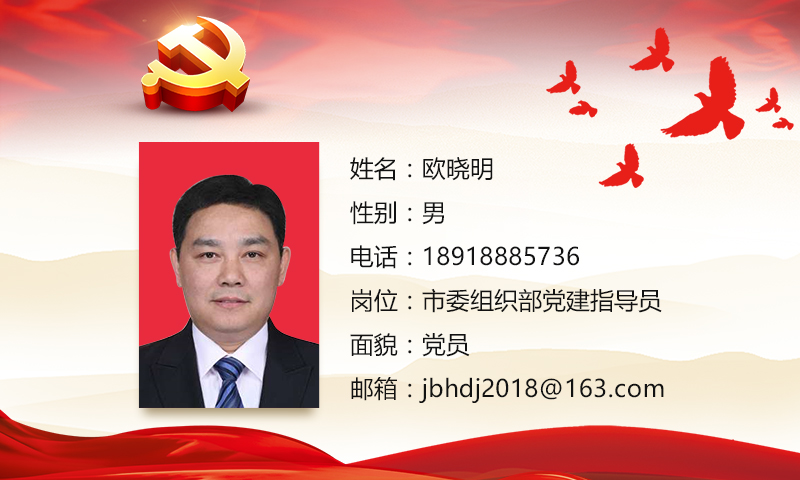 姓名：欧晓明
性别：男
电话：18918885736
岗位：市委组织部党建指导员
面貌：党员
邮箱：jbhdj2018@163.com